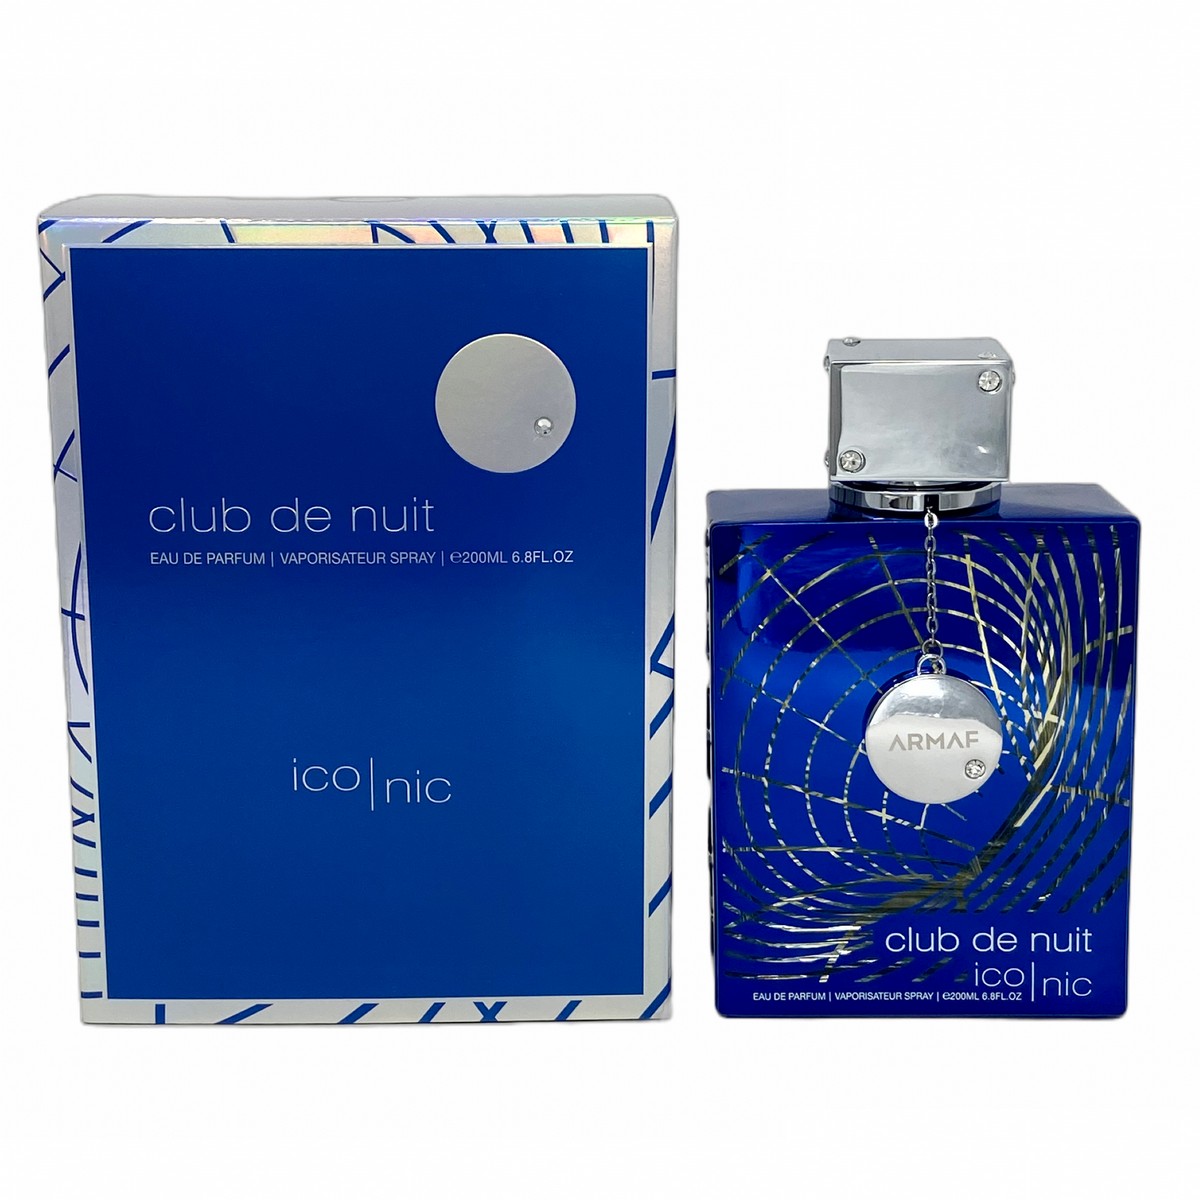 club de nuit
EAU DE PARFUM | VAPORISATEUR SPRAY | ℮200ML 6.8FL.OZ
ico|nic
ARMAF
club de nuit
ico|nic
EAU DE PARFUM | VAPORISATEUR SPRAY | ℮200ML 6.8FL.OZ